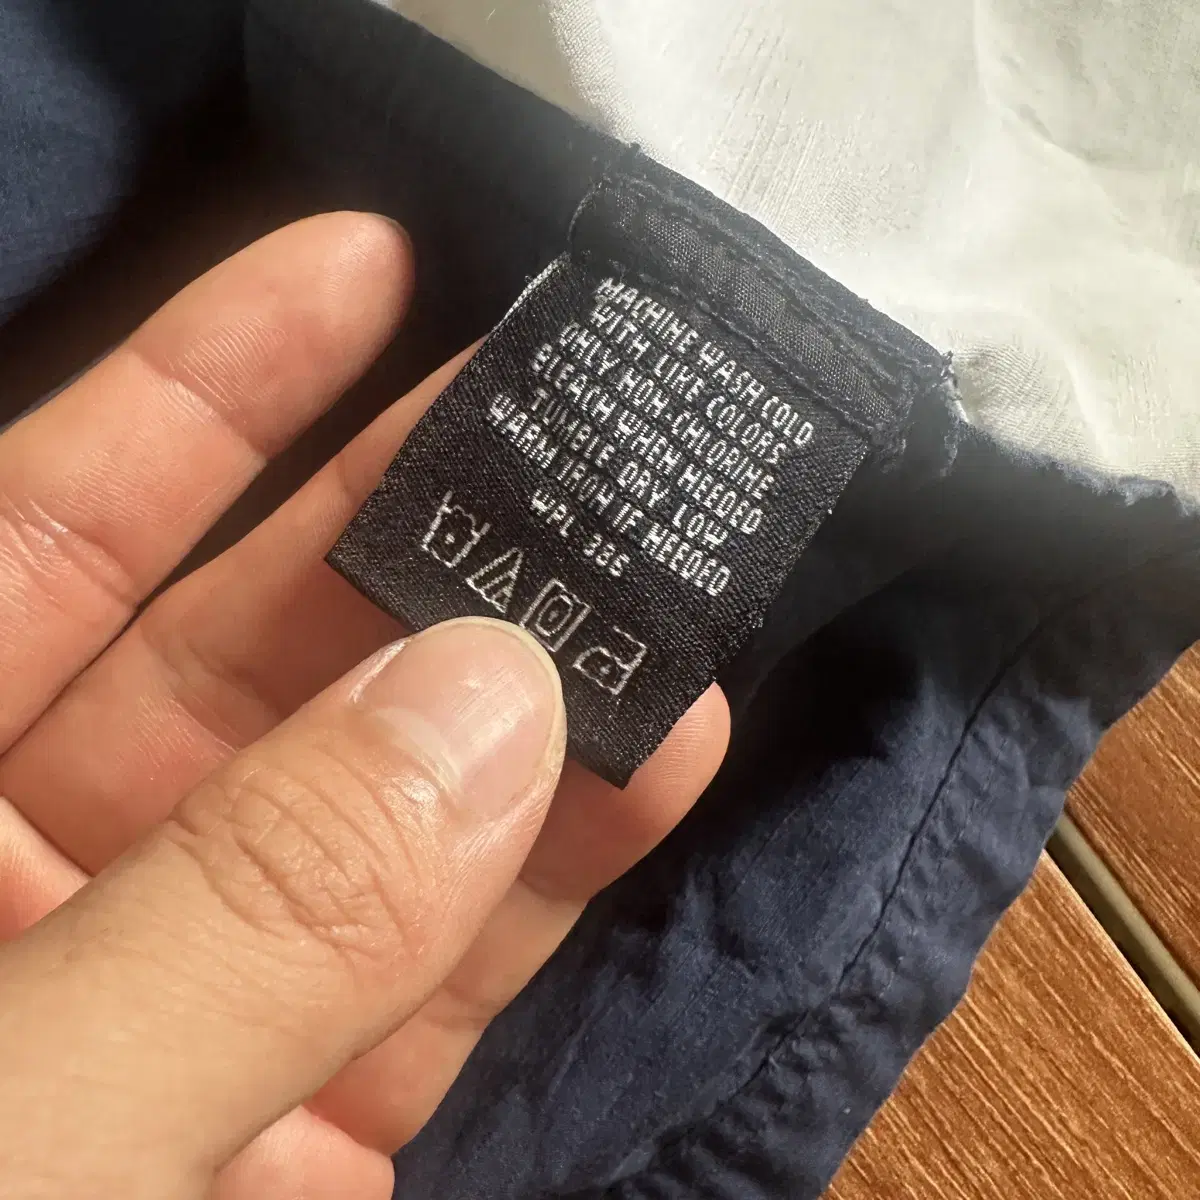 MACHINE WASH COLD
WITH LIKE COLORS
ONLY NON-CHLORINE
BLEACH WHEN NEEDED
TUMBLE DRY LOW
WARM IRON IF NEEDED
WPL 386